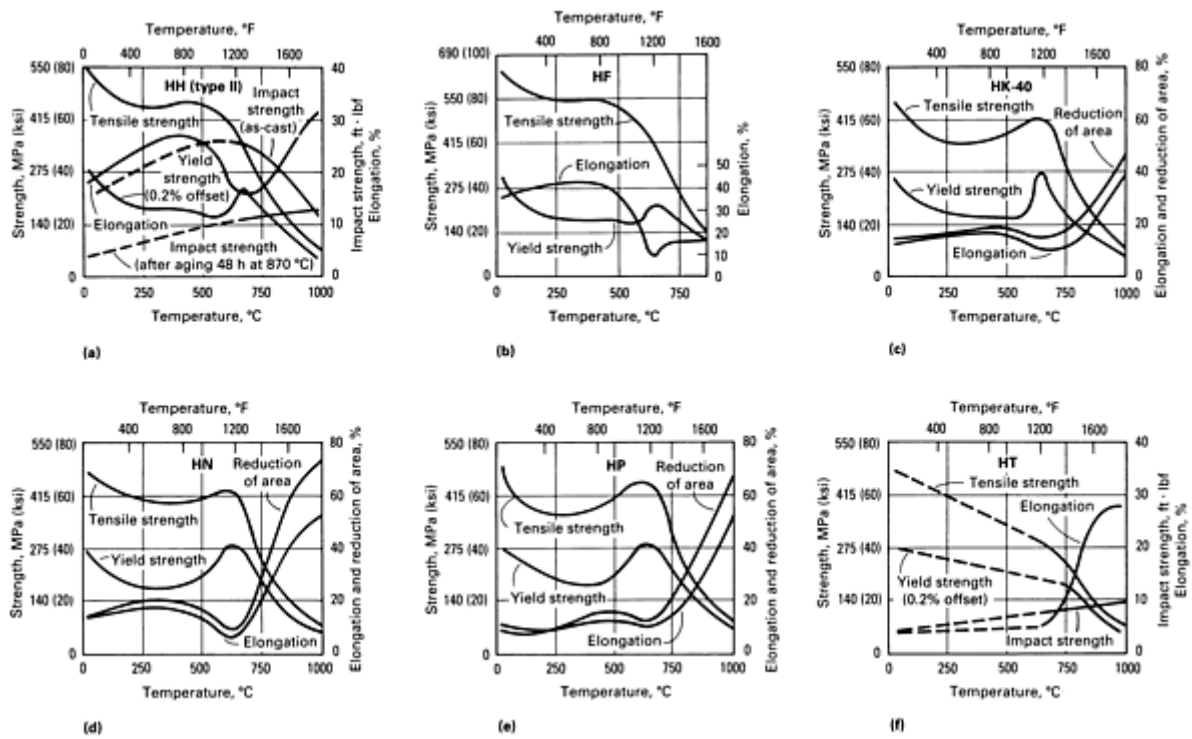 Temperature, °F
0 400 800 1200 1600
550 (80)
415 (60)
275 (40)
140 (20)
0
Strength, MPa (ksi)
HH (type II)
Tensile strength
Impact
strength
(as-cast)
Yield
strength
(0.2% offset)
Elongation
Impact strength
(after aging 48 h at 870 °C)
40
30
20
10
0
Impact strength, ft · lbf
Elongation, %
0 250 500 750 1000
Temperature, °C
(a)
Temperature, °F
400 800 1200 1600
690 (100)
550 (80)
415 (60)
275 (40)
140 (20)
0
Strength, MPa (ksi)
HF
Tensile strength
Elongation
Yield strength
50
40
30
20
10
Elongation, %
0 250 500 750
Temperature, °C
(b)
Temperature, °F
400 800 1200 1600
550 (80)
415 (60)
275 (40)
140 (20)
0
Strength, MPa (ksi)
HK-40
Tensile strength
Reduction
of area
Yield strength
Elongation
80
60
40
20
0
Elongation and reduction of area, %
0 250 500 750 1000
Temperature, °C
(c)
Temperature, °F
400 800 1200 1600
550 (80)
415 (60)
275 (40)
140 (20)
0
Strength, MPa (ksi)
HN
Reduction
of area
Tensile strength
Yield strength
Elongation
80
60
40
20
0
Elongation and reduction of area, %
0 250 500 750 1000
Temperature, °C
(d)
Temperature, °F
400 800 1200 1600
550 (80)
415 (60)
275 (40)
140 (20)
0
Strength, MPa (ksi)
HP
Reduction
of area
Tensile strength
Yield strength
Elongation
80
60
40
20
0
Elongation and reduction of area, %
0 250 500 750 1000
Temperature, °C
(e)
Temperature, °F
400 800 1200 1600
550 (80)
415 (60)
275 (40)
140 (20)
0
Strength, MPa (ksi)
HT
Tensile strength
Elongation
Yield strength
(0.2% offset)
Impact strength
40
30
20
10
0
Impact strength, ft · lbf
Elongation, %
0 250 500 750 1000
Temperature, °C
(f)